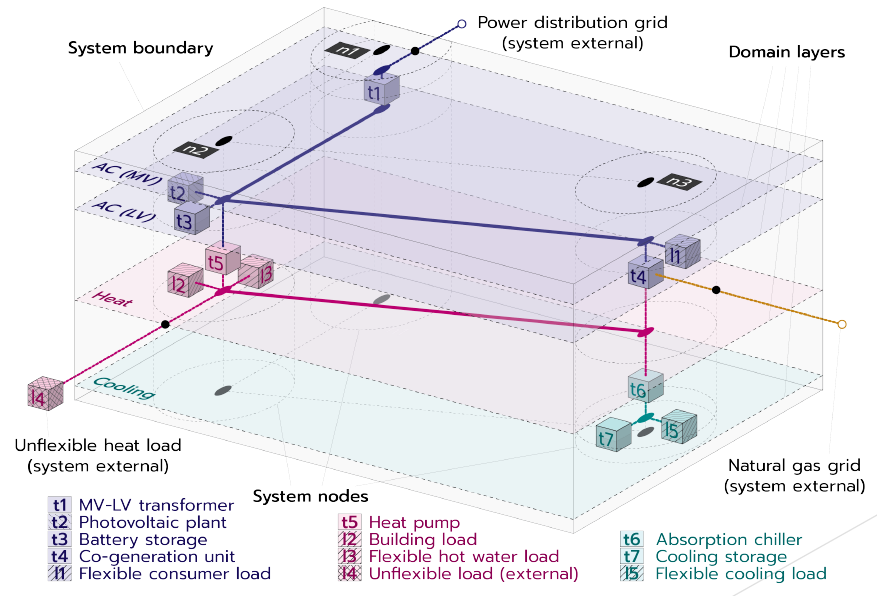 Power distribution grid
(system external)
System boundary
Domain layers
n1
t1
n2
n3
AC (MV)
t2
AC (LV)
t3
l1
t5
l3
l2
t4
Heat
Cooling
l4
t6
t7
l5
Unflexible heat load
(system external)
Natural gas grid
(system external)
System nodes
t1 MV-LV transformer
t2 Photovoltaic plant
t3 Battery storage
t4 Co-generation unit
l1 Flexible consumer load
t5 Heat pump
l2 Building load
l3 Flexible hot water load
l4 Unflexible load (external)
t6 Absorption chiller
t7 Cooling storage
l5 Flexible cooling load